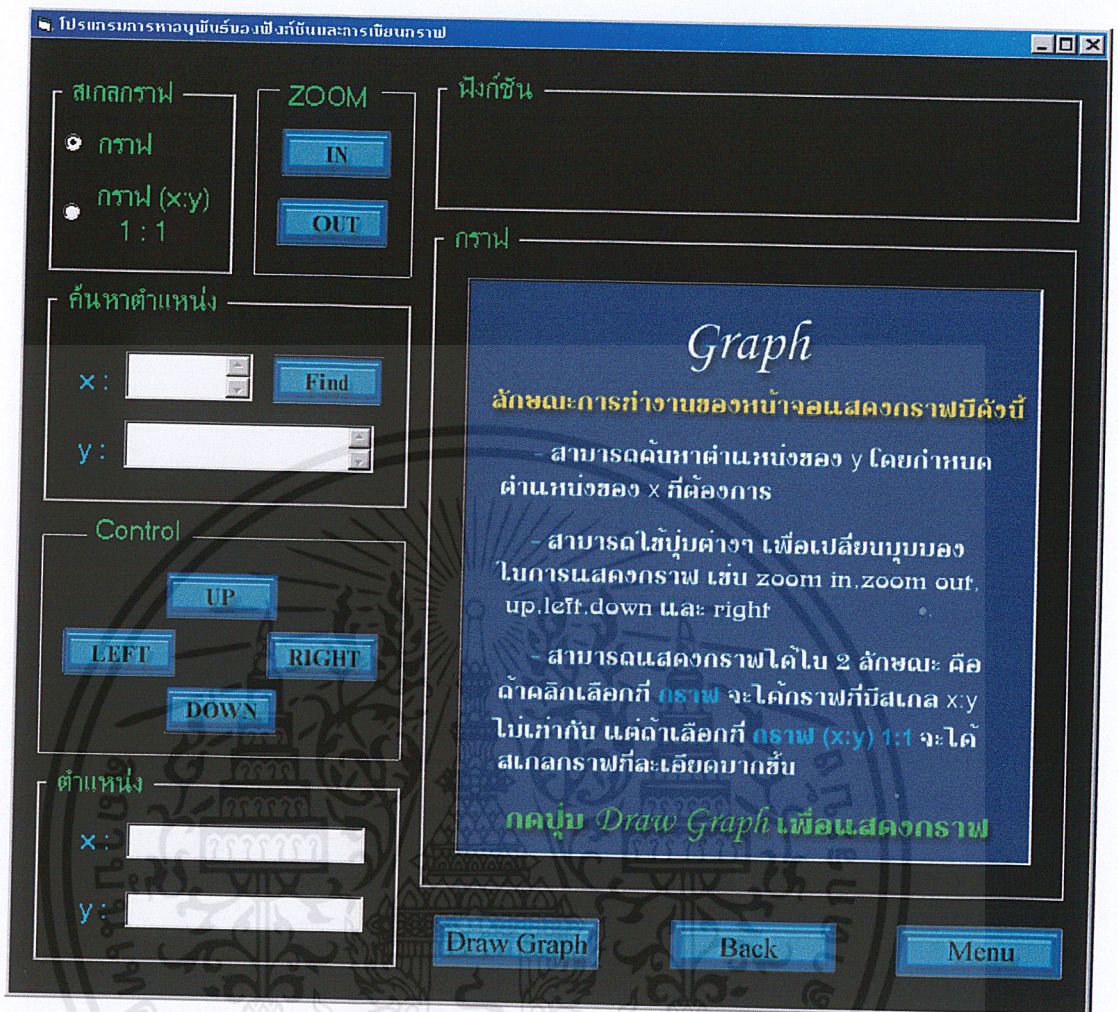 โปรแกรมการหาอนุพันธ์ของฟังก์ชันและการเขียนกราฟ
สเกลกราฟ
กราฟ
กราฟ (x:y)
1 : 1
ZOOM
IN
OUT
ฟังก์ชัน
ค้นหาตำแหน่ง
x :
Find
y :
Control
UP
LEFT
RIGHT
DOWN
ตำแหน่ง
x :
y :
กราฟ
Graph
ลักษณะการทำงานของหน้าจอแสดงกราฟมีดังนี้
- สามารถค้นหาตำแหน่งของ y โดยกำหนด
ตำแหน่งของ x ที่ต้องการ
- สามารถใช้ปุ่มต่างๆ เพื่อเปลี่ยนมุมมอง
ในการแสดงกราฟ เช่น zoom in,zoom out,
up,left,down และ right
- สามารถแสดงกราฟได้ใน 2 ลักษณะ คือ
ถ้าคลิกเลือกที่ กราฟ จะได้กราฟที่มีสเกล x:y
ไม่เท่ากัน แต่ถ้าเลือกที่ กราฟ (x:y) 1:1 จะได้
สเกลกราฟที่ละเอียดมากขึ้น
กดปุ่ม Draw Graph เพื่อแสดงกราฟ
Draw Graph
Back
Menu